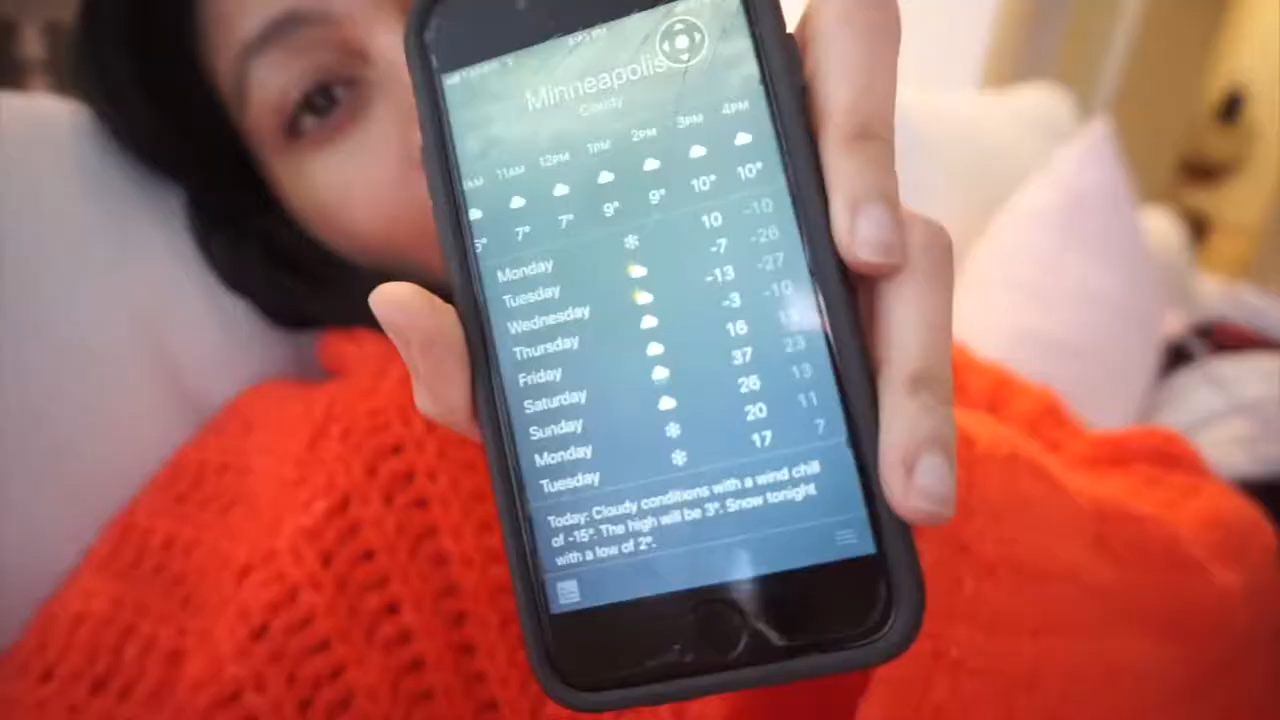 Minneapolis
Cloudy
11AM 12PM 1PM 2PM 3PM 4PM
7° 7° 9° 9° 10° 10°
Monday 10 -10
Tuesday -7 -26
Wednesday -13 -27
Thursday -3 -10
Friday 16
Saturday 37 23
Sunday 26 13
Monday 20 11
Tuesday 17 7
Today: Cloudy conditions with a wind chill
of -15°. The high will be 3°. Snow tonight
with a low of 2°.